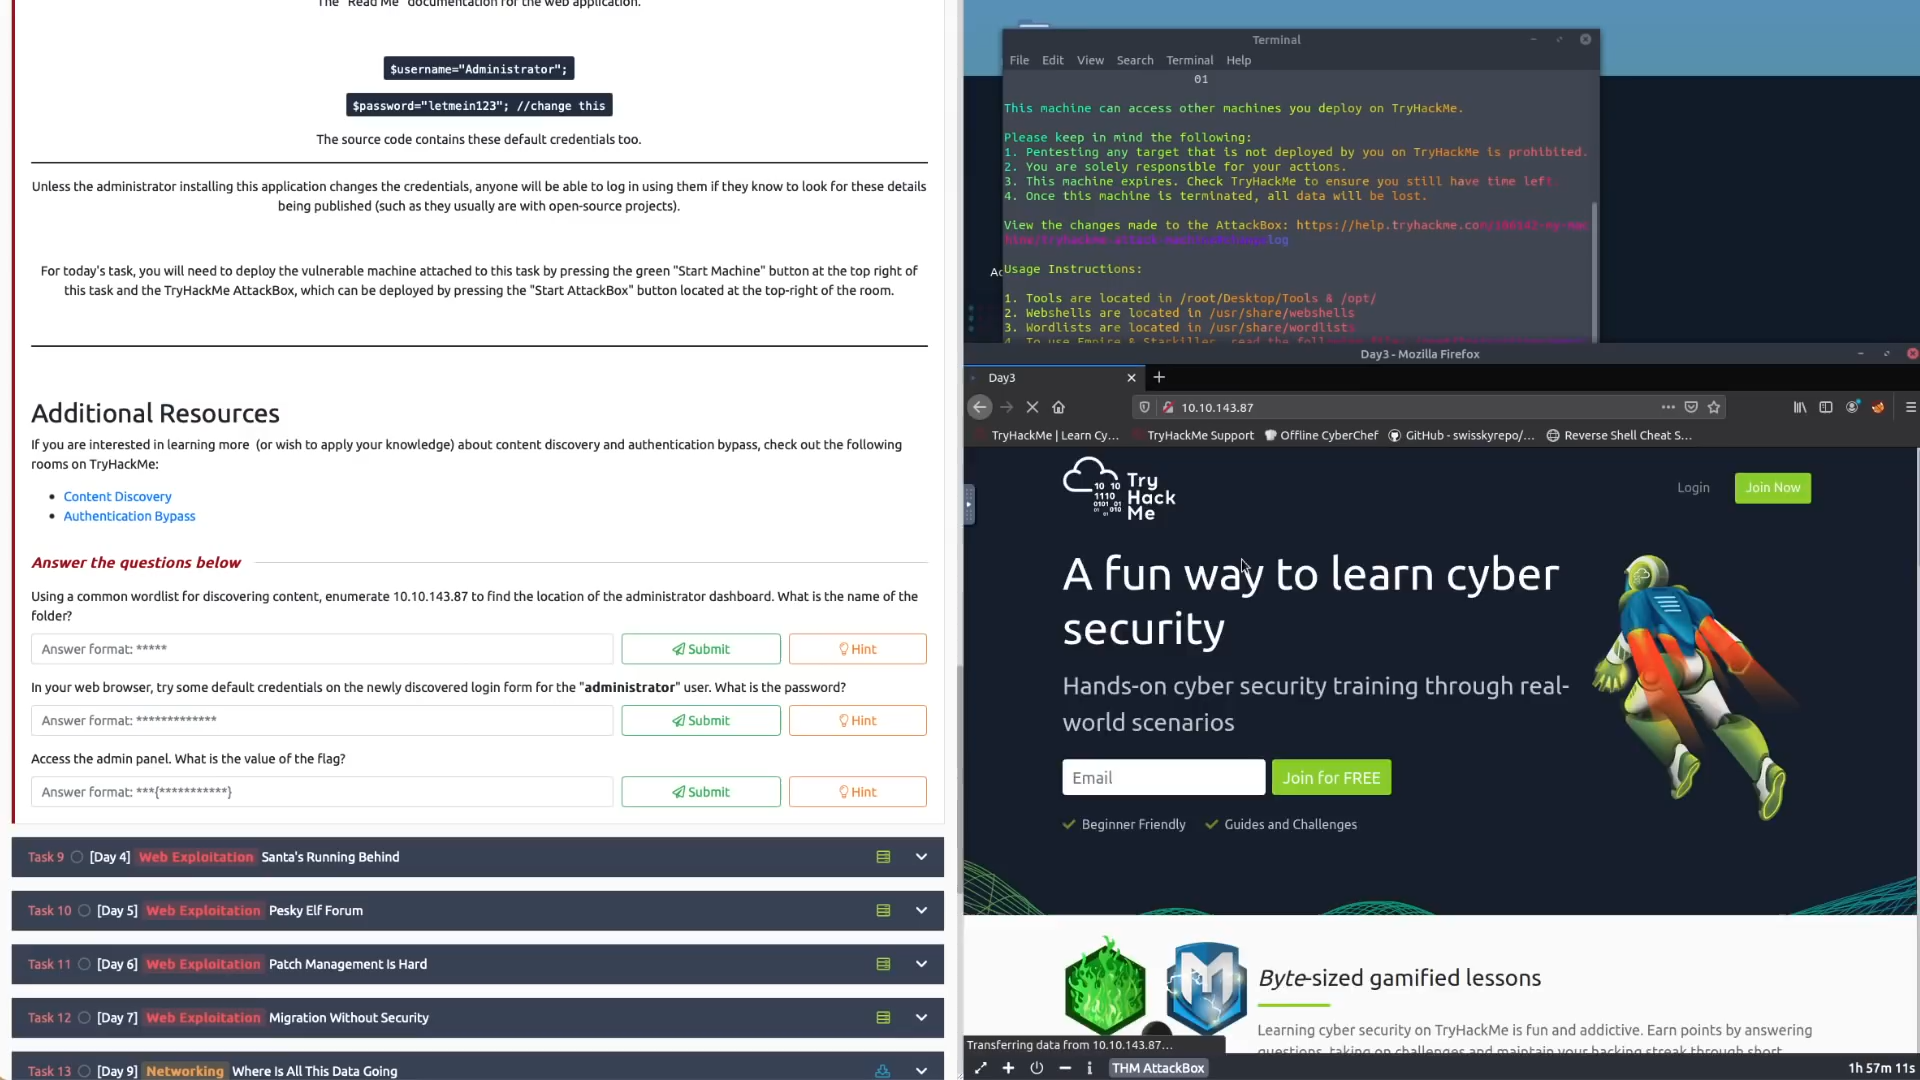 The "Read Me" documentation for the web application.
$username="Administrator";
$password="letmein123"; //change this
The source code contains these default credentials too.
Unless the administrator installing this application changes the credentials, anyone will be able to log in using them if they know to look for these details
being published (such as they usually are with open-source projects).
For today's task, you will need to deploy the vulnerable machine attached to this task by pressing the green "Start Machine" button at the top right of
this task and the TryHackMe AttackBox, which can be deployed by pressing the "Start AttackBox" button located at the top-right of the room.
Additional Resources
If you are interested in learning more (or wish to apply your knowledge) about content discovery and authentication bypass, check out the following
rooms on TryHackMe:
Content Discovery
Authentication Bypass
Answer the questions below
Using a common wordlist for discovering content, enumerate 10.10.143.87 to find the location of the administrator dashboard. What is the name of the
folder?
Answer format: *****
Submit
Hint
In your web browser, try some default credentials on the newly discovered login form for the "administrator" user. What is the password?
Answer format: *************
Submit
Hint
Access the admin panel. What is the value of the flag?
Answer format: ***{***********}
Submit
Hint
Task 9 [Day 4] Web Exploitation Santa's Running Behind
Task 10 [Day 5] Web Exploitation Pesky Elf Forum
Task 11 [Day 6] Web Exploitation Patch Management Is Hard
Task 12 [Day 7] Web Exploitation Migration Without Security
Task 13 [Day 9] Networking Where Is All This Data Going
Terminal
File Edit View Search Terminal Help
01
This machine can access other machines you deploy on TryHackMe.
Please keep in mind the following:
1. Pentesting any target that is not deployed by you on TryHackMe is prohibited.
2. You are solely responsible for your actions.
3. This machine expires. Check TryHackMe to ensure you still have time left
4. Once this machine is terminated, all data will be lost.
View the changes made to the AttackBox: https://help.tryhackme.co
log
Usage Instructions:
1. Tools are located in /root/Desktop/Tools & /opt/
2. Webshells are located in /usr/share/webshells
3. Wordlists are located in /usr/share/wordlists
4. To use Empire & Starkiller, read the following
Day3 - Mozilla Firefox
Day3
10.10.143.87
TryHackMe | Learn Cy... TryHackMe Support Offline CyberChef GitHub - swisskyrepo/... Reverse Shell Cheat S...
Try
Hack
Me
Login
Join Now
A fun way to learn cyber
security
Hands-on cyber security training through real-
world scenarios
Email
Join for FREE
Beginner Friendly Guides and Challenges
Byte-sized gamified lessons
Learning cyber security on TryHackMe is fun and addictive. Earn points by answering
questions, taking on challenges and maintain your hacking streak through short
Transferring data from 10.10.143.87...
THM AttackBox
1h 57m 11s